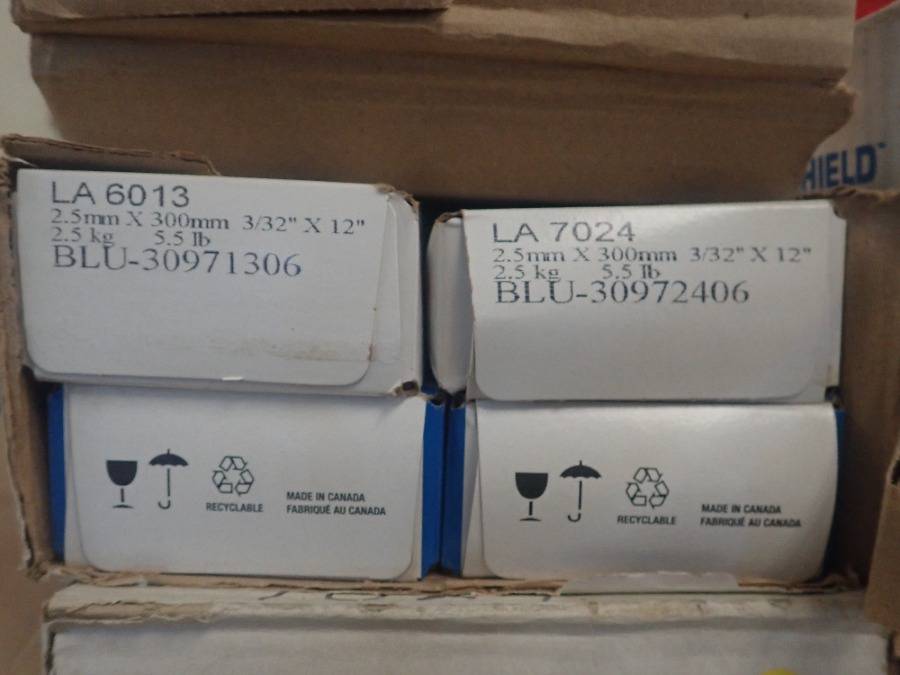 HIELD
LA 6013
2.5mm X 300mm 3/32" X 12"
2.5 kg 5.5 lb
BLU-30971306
LA 7024
2.5mm X 300mm 3/32" X 12"
2.5 kg 5.5 lb
BLU-30972406
RECYCLABLE
MADE IN CANADA
FABRIQUÉ AU CANADA
RECYCLABLE
MADE IN CANADA
FABRIQUÉ AU CANADA